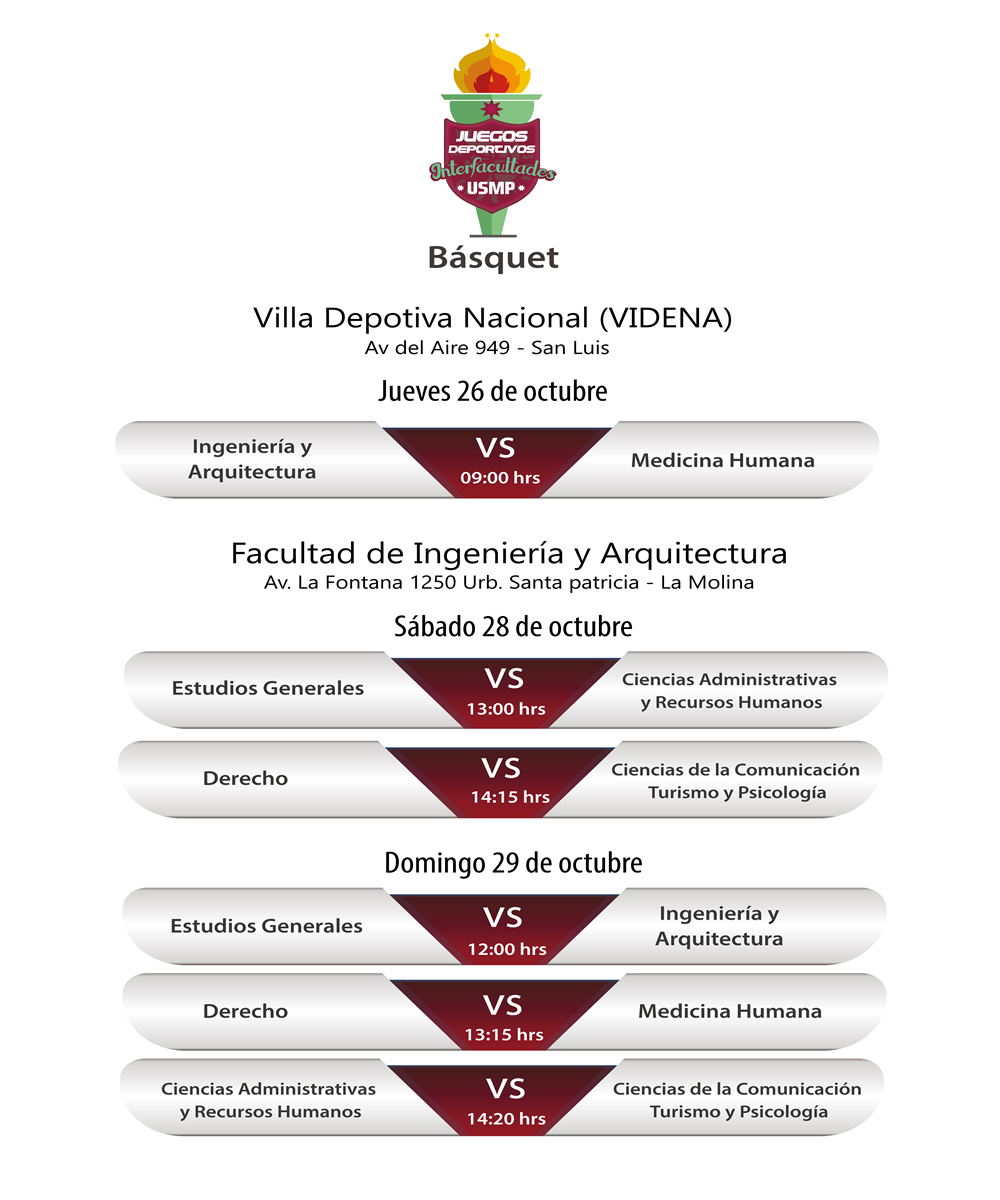 JUEGOS
DEPORTIVOS
Interfacultades
* USMP *
Básquet
Villa Depotiva Nacional (VIDENA)
Av del Aire 949 - San Luis
Jueves 26 de octubre
Ingeniería y
Arquitectura
VS
09:00 hrs
Medicina Humana
Facultad de Ingeniería y Arquitectura
Av. La Fontana 1250 Urb. Santa patricia - La Molina
Sábado 28 de octubre
Estudios Generales
VS
13:00 hrs
Ciencias Administrativas
y Recursos Humanos
Derecho
VS
14:15 hrs
Ciencias de la Comunicación
Turismo y Psicología
Domingo 29 de octubre
Estudios Generales
VS
12:00 hrs
Ingeniería y
Arquitectura
Derecho
VS
13:15 hrs
Medicina Humana
Ciencias Administrativas
y Recursos Humanos
VS
14:20 hrs
Ciencias de la Comunicación
Turismo y Psicología